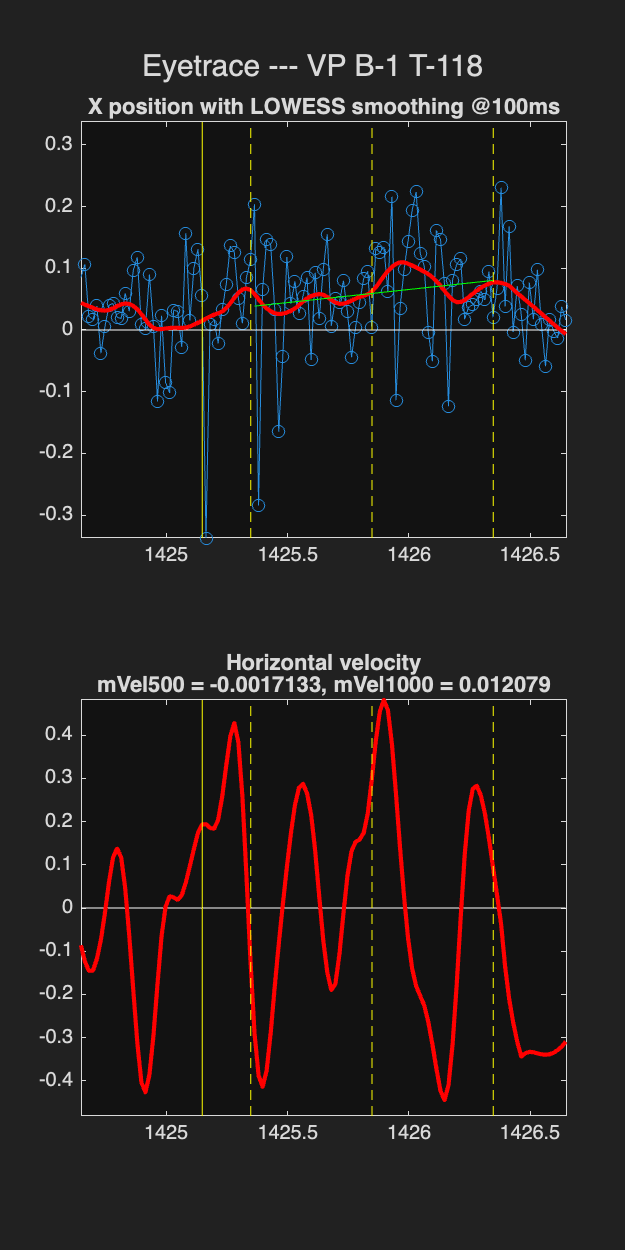 Eyetrace --- VP B-1 T-118
X position with LOWESS smoothing @100ms
0.3
0.2
0.1
0
-0.1
-0.2
-0.3
1425 1425.5 1426 1426.5
Horizontal velocity
mVel500 = -0.0017133, mVel1000 = 0.012079
0.4
0.3
0.2
0.1
0
-0.1
-0.2
-0.3
-0.4
1425 1425.5 1426 1426.5